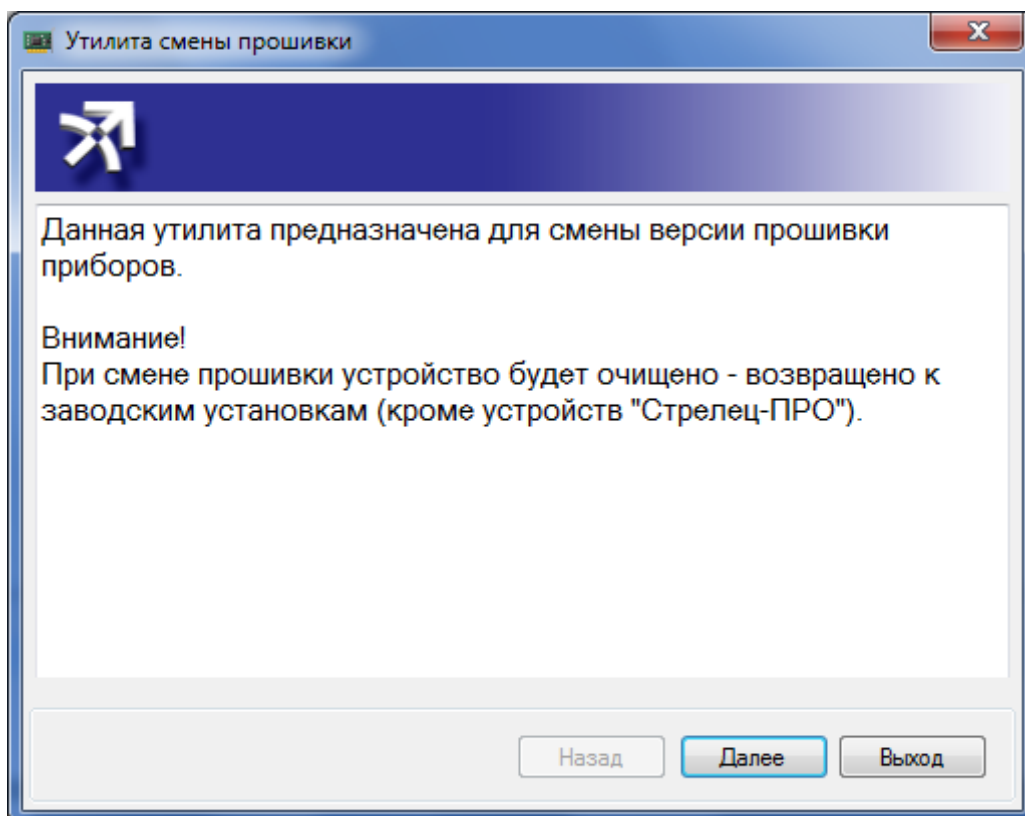 Утилита смены прошивки
Данная утилита предназначена для смены версии прошивки
приборов.
Внимание!
При смене прошивки устройство будет очищено - возвращено к
заводским установкам (кроме устройств "Стрелец-ПРО").
Назад
Далее
Выход